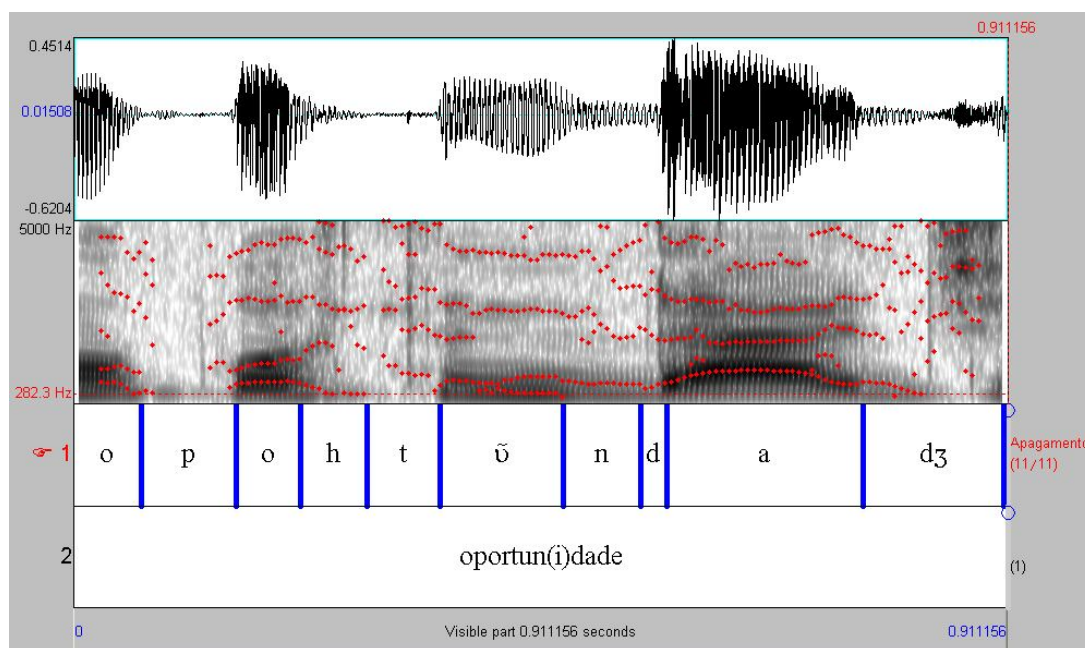 0.911156
0.4514
0.01508
-0.6204
5000 Hz
282.3 Hz
☞ 1 o p o h t ʊ̃ n d a dʒ Apagamento
(11/11)
2 oportun(i)dade (1)
0 Visible part 0.911156 seconds 0.911156